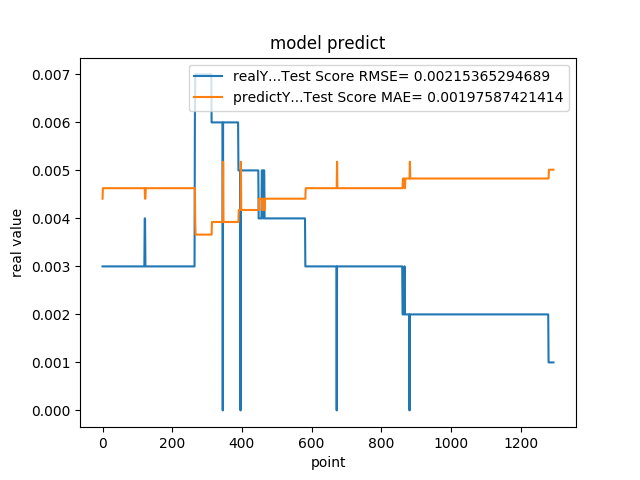 model predict
realY...Test Score RMSE= 0.00215365294689
predictY...Test Score MAE= 0.00197587421414
0.007
0.006
0.005
0.004
0.003
0.002
0.001
0.000
real value
0 200 400 600 800 1000 1200
point